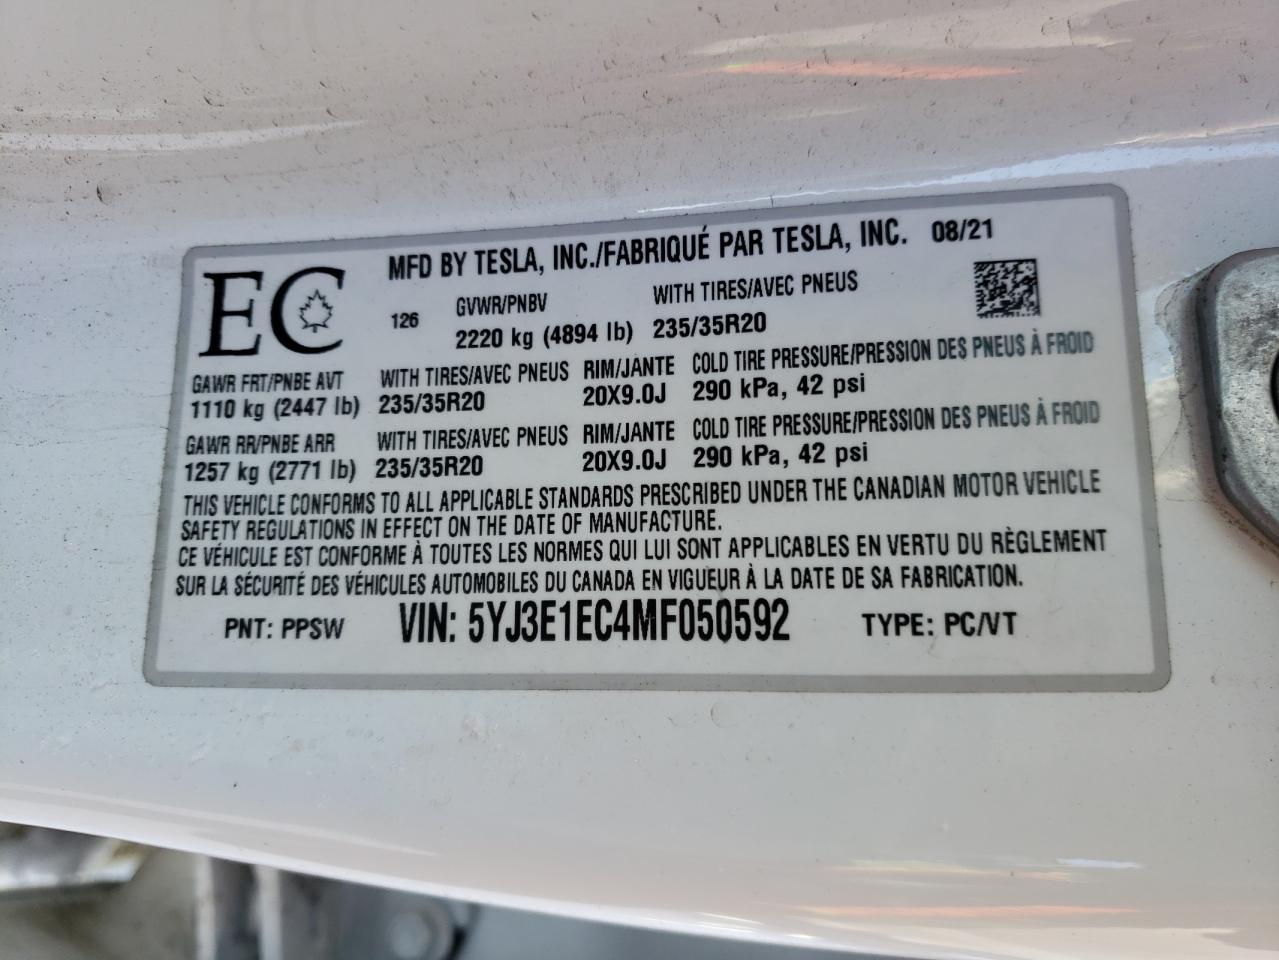 MFD BY TESLA, INC./FABRIQUÉ PAR TESLA, INC. 08/21
EC 126 GVWR/PNBV WITH TIRES/AVEC PNEUS
2220 kg (4894 lb) 235/35R20
GAWR FRT/PNBE AVT WITH TIRES/AVEC PNEUS RIM/JANTE COLD TIRE PRESSURE/PRESSION DES PNEUS À FROID
1110 kg (2447 lb) 235/35R20 20X9.0J 290 kPa, 42 psi
GAWR RR/PNBE ARR WITH TIRES/AVEC PNEUS RIM/JANTE COLD TIRE PRESSURE/PRESSION DES PNEUS À FROID
1257 kg (2771 lb) 235/35R20 20X9.0J 290 kPa, 42 psi
THIS VEHICLE CONFORMS TO ALL APPLICABLE STANDARDS PRESCRIBED UNDER THE CANADIAN MOTOR VEHICLE
SAFETY REGULATIONS IN EFFECT ON THE DATE OF MANUFACTURE.
CE VÉHICULE EST CONFORME À TOUTES LES NORMES QUI LUI SONT APPLICABLES EN VERTU DU RÈGLEMENT
SUR LA SÉCURITÉ DES VÉHICULES AUTOMOBILES DU CANADA EN VIGUEUR À LA DATE DE SA FABRICATION.
PNT: PPSW VIN: 5YJ3E1EC4MF050592 TYPE: PC/VT